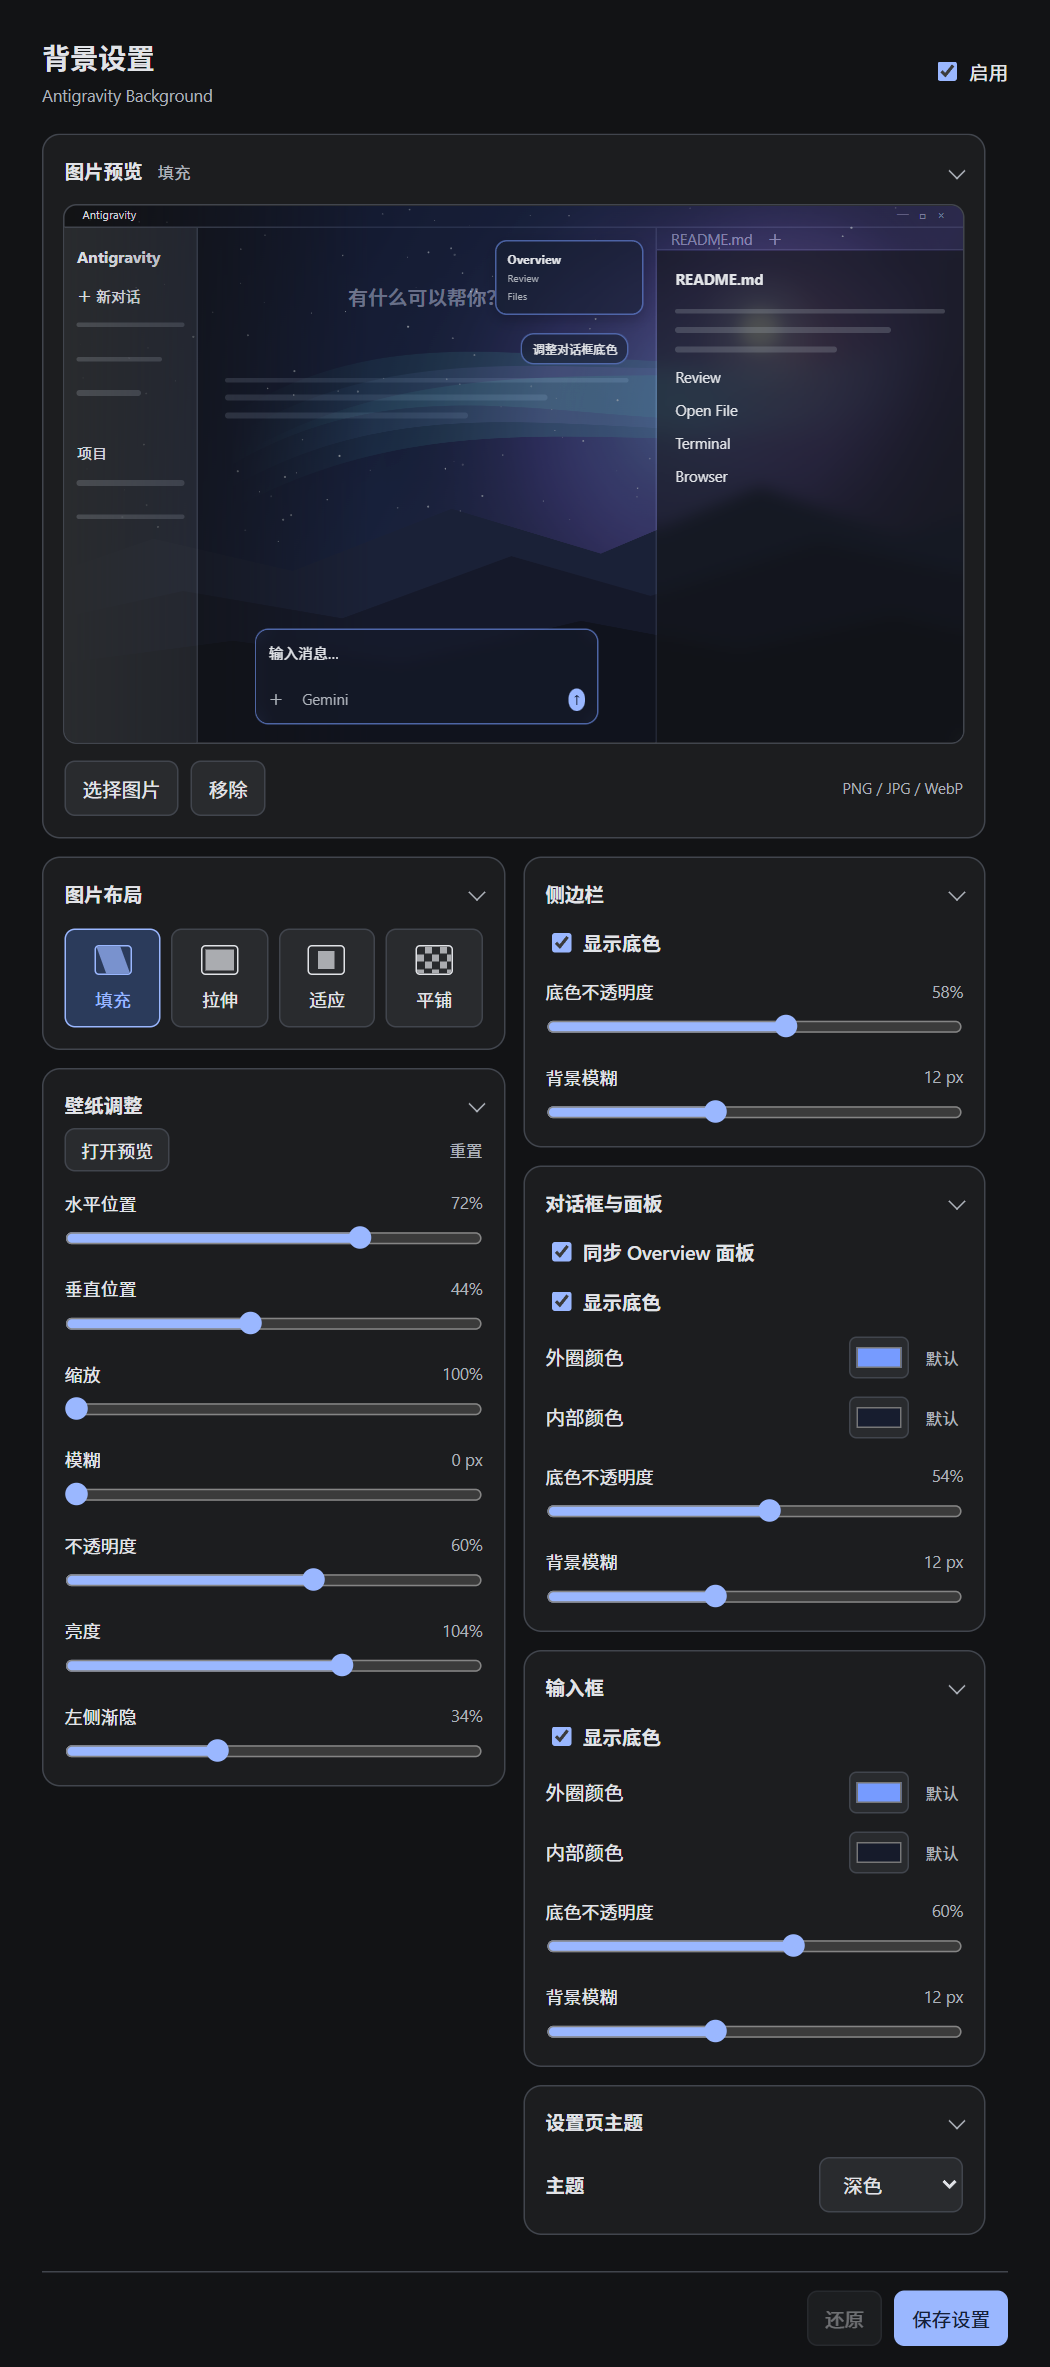 背景设置
Antigravity Background
启用
图片预览 填充
Antigravity
Antigravity
+ 新对话
项目
有什么可以帮你?
Overview
Review
Files
调整对话框底色
输入消息...
+ Gemini
↑
README.md +
README.md
Review
Open File
Terminal
Browser
选择图片
移除
PNG / JPG / WebP
图片布局
填充
拉伸
适应
平铺
壁纸调整
打开预览
重置
水平位置 72%
垂直位置 44%
缩放 100%
模糊 0 px
不透明度 60%
亮度 104%
左侧渐隐 34%
侧边栏
显示底色
底色不透明度 58%
背景模糊 12 px
对话框与面板
同步 Overview 面板
显示底色
外圈颜色 默认
内部颜色 默认
底色不透明度 54%
背景模糊 12 px
输入框
显示底色
外圈颜色 默认
内部颜色 默认
底色不透明度 60%
背景模糊 12 px
设置页主题
主题 深色
还原
保存设置